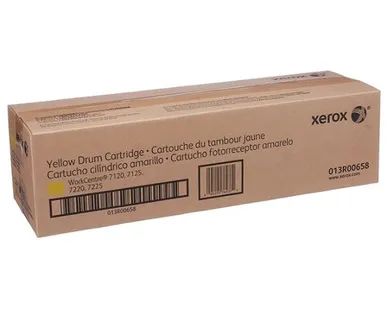 Yellow Drum Cartridge • Cartouche du tambour jaune
Cartucho cilíndrico amarillo • Cartucho fotorreceptor amarelo
WorkCentre® 7120, 7125,
7220, 7225
013R00658
xerox
013R00658
www.xerox.com